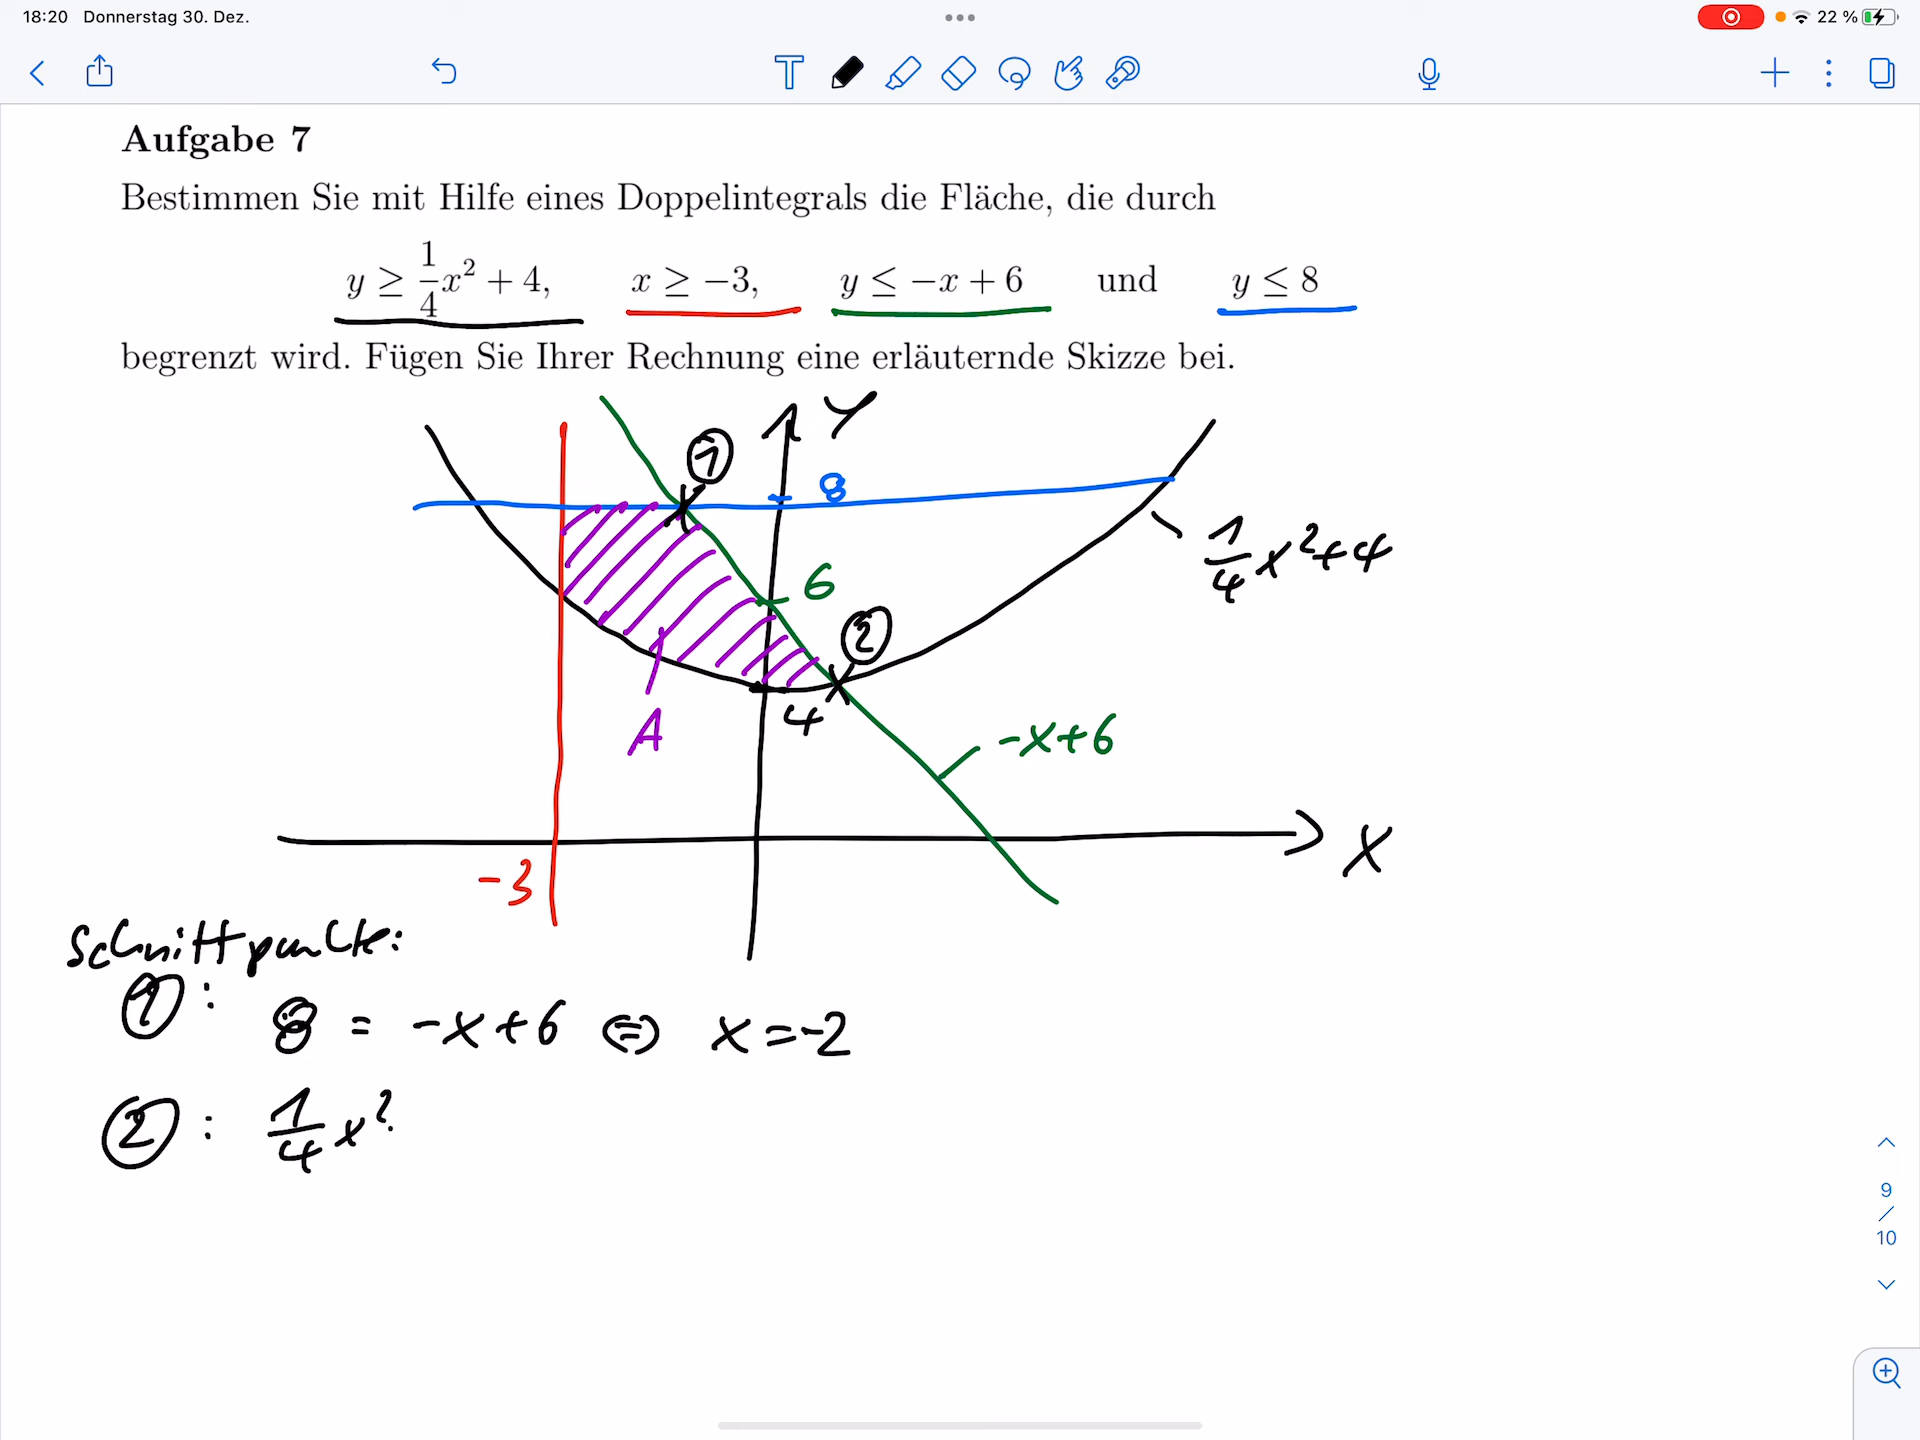 18:20 Donnerstag 30. Dez. 22 %
Aufgabe 7
Bestimmen Sie mit Hilfe eines Doppelintegrals die Fläche, die durch
y ≥ 1/4 x² + 4, x ≥ −3, y ≤ −x + 6 und y ≤ 8
begrenzt wird. Fügen Sie Ihrer Rechnung eine erläuternde Skizze bei.
Y
①
8
1/4 x²+4
6
②
4
A
-x+6
X
-3
Schnittpunkte:
①: 8 = -x+6 ⇔ x=-2
②: 1/4 x²
9
/
10